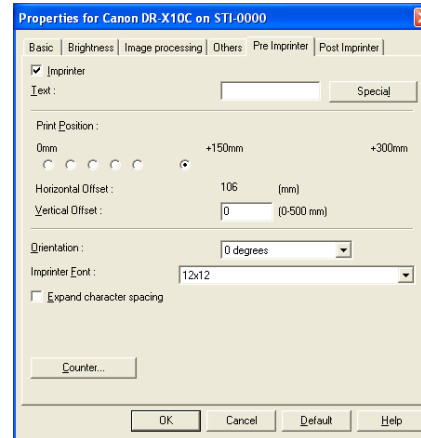 Properties for Canon DR-X10C on STI-0000
Basic Brightness Image processing Others Pre Imprinter Post Imprinter
Imprinter
Text : Special
Print Position :
0mm +150mm +300mm
Horizontal Offset : 106 (mm)
Vertical Offset : 0 (0-500 mm)
Orientation : 0 degrees
Imprinter Font : 12x12
Expand character spacing
Counter...
OK Cancel Default Help